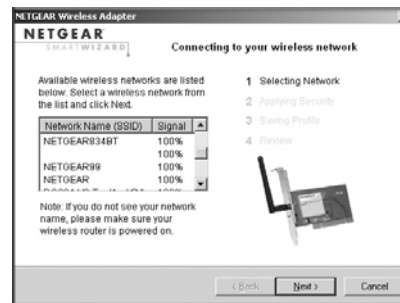 NETGEAR Wireless Adapter
NETGEAR
SMARTWIZARD
Connecting to your wireless network
Available wireless networks are listed
below. Select a wireless network from
the list and click Next.
Network Name (SSID) Signal
NETGEAR834BT 100%
100%
NETGEAR99 100%
NETGEAR 100%
100%
Note: If you do not see your network
name, please make sure your
wireless router is powered on.
1 Selecting Network
2 Applying Security
3 Saving Profile
4 Review
< Back
Next >
Cancel